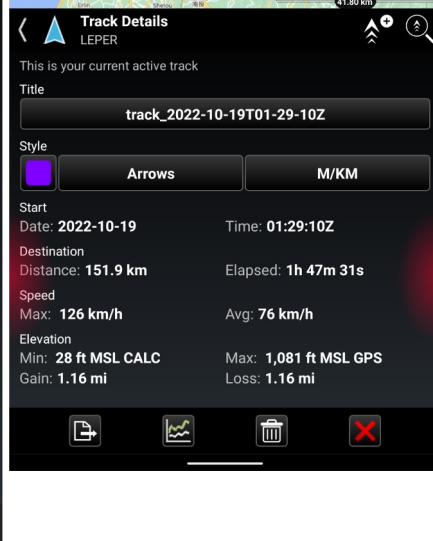 41.80 km
Track Details
LEPER
This is your current active track
Title
track_2022-10-19T01-29-10Z
Style
Arrows M/KM
Start
Date: 2022-10-19 Time: 01:29:10Z
Destination
Distance: 151.9 km Elapsed: 1h 47m 31s
Speed
Max: 126 km/h Avg: 76 km/h
Elevation
Min: 28 ft MSL CALC Max: 1,081 ft MSL GPS
Gain: 1.16 mi Loss: 1.16 mi